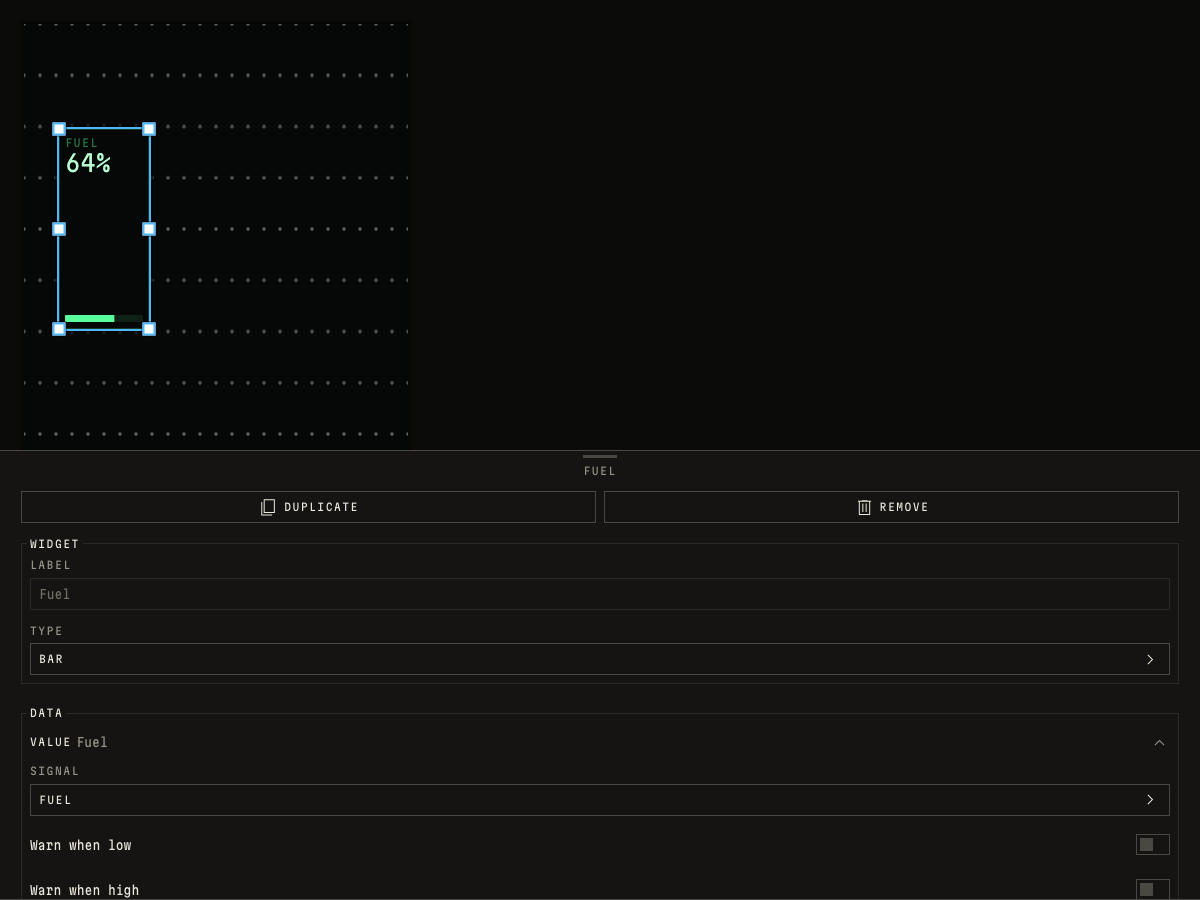 FUEL
64%
FUEL
DUPLICATE
REMOVE
WIDGET
LABEL
Fuel
TYPE
BAR
DATA
VALUE Fuel
SIGNAL
FUEL
Warn when low
Warn when high